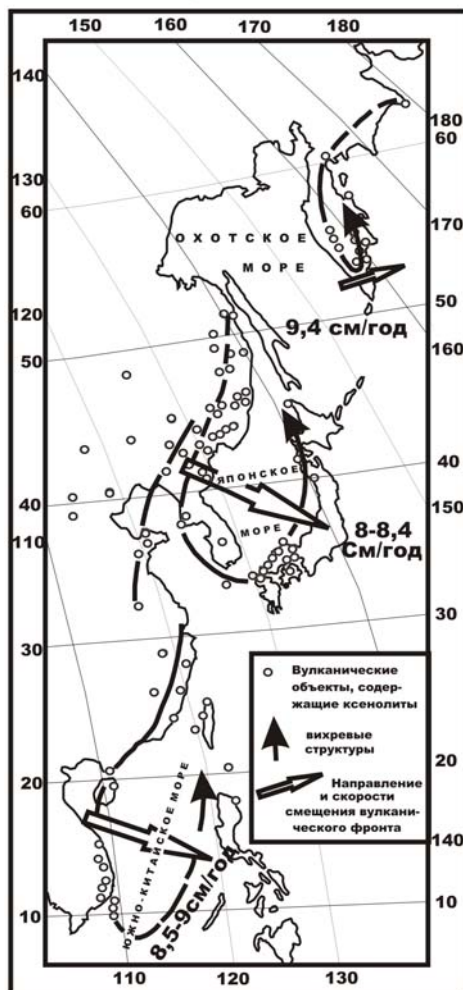 150 160 170 180
140
130
60
120
50
40
110
30
20
10
180
60
170
50
160
40
150
30
20
140
10
110 120 130
ОХОТСКОЕ
МОРЕ
9,4 см/год
ЯПОНСКОЕ
МОРЕ
8-8,4
См/год
ЮЖНО-КИТАЙСКОЕ МОРЕ
8,5-9см/год
Вулканические
объекты, содер-
жащие ксенолиты
вихревые
структуры
Направление
и скорости
смещения вулкани-
ческого фронта